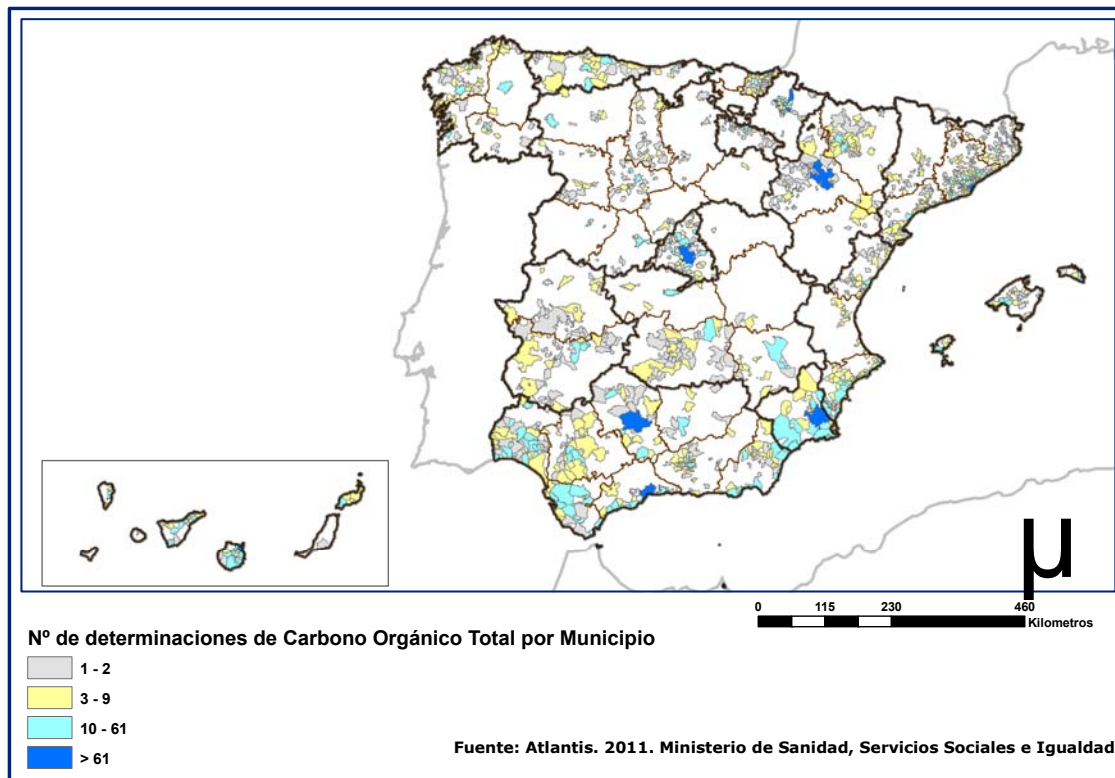 µ
0 115 230 460
Kilometros
Nº de determinaciones de Carbono Orgánico Total por Municipio
1 - 2
3 - 9
10 - 61
> 61
Fuente: Atlantis. 2011. Ministerio de Sanidad, Servicios Sociales e Igualdad